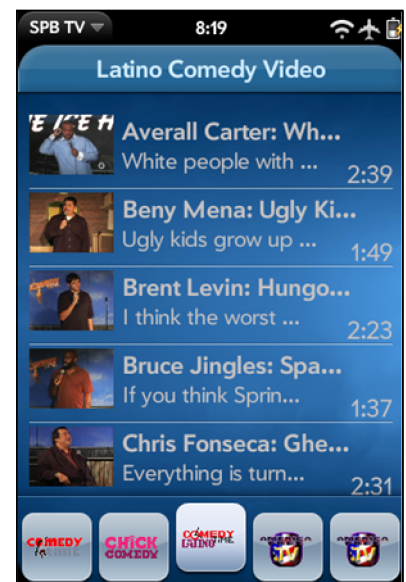 SPB TV 8:19
Latino Comedy Video
Averall Carter: Wh...
White people with ...
2:39
Beny Mena: Ugly Ki...
Ugly kids grow up ...
1:49
Brent Levin: Hungo...
I think the worst ...
2:23
Bruce Jingles: Spa...
If you think Sprin...
1:37
Chris Fonseca: Ghe...
Everything is turn...
2:31
COMEDY TIME
CHICK COMEDY
COMEDY TIME LATINO